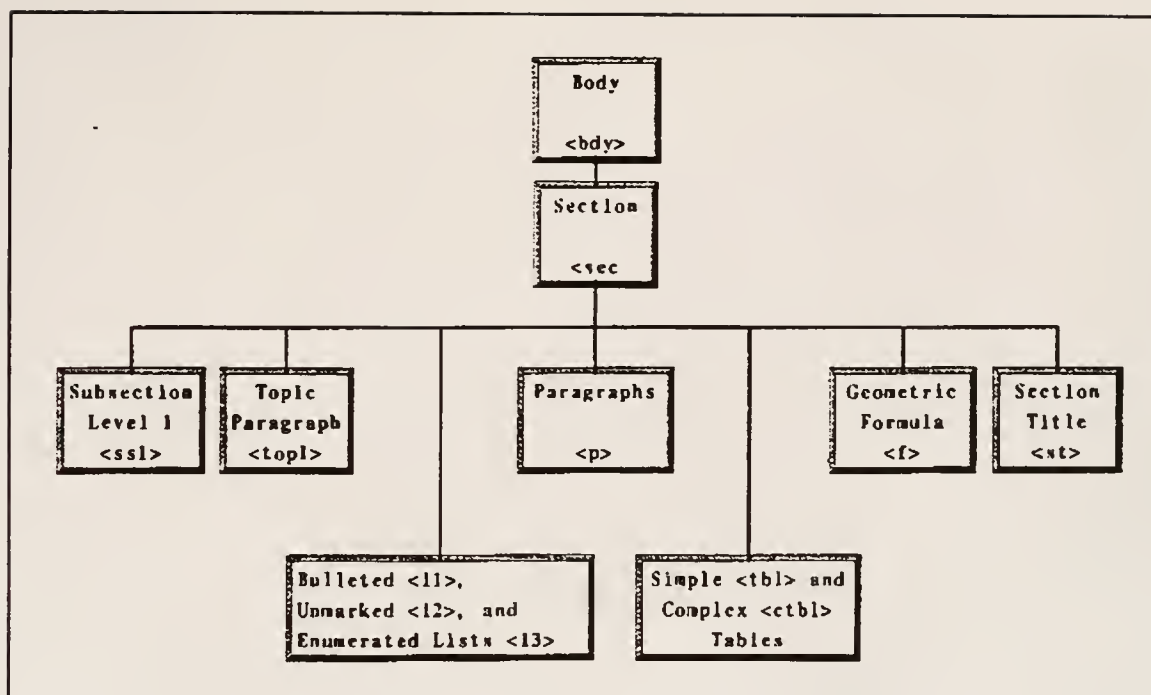 Body
<bdy>
Section
<sec
Subsection
Level 1
<ss1>
Topic
Paragraph
<top1>
Paragraphs
<p>
Geometric
Formula
<f>
Section
Title
<st>
Bulleted <l1>,
Unmarked <l2>, and
Enumerated Lists <l3>
Simple <tbl> and
Complex <ctbl>
Tables